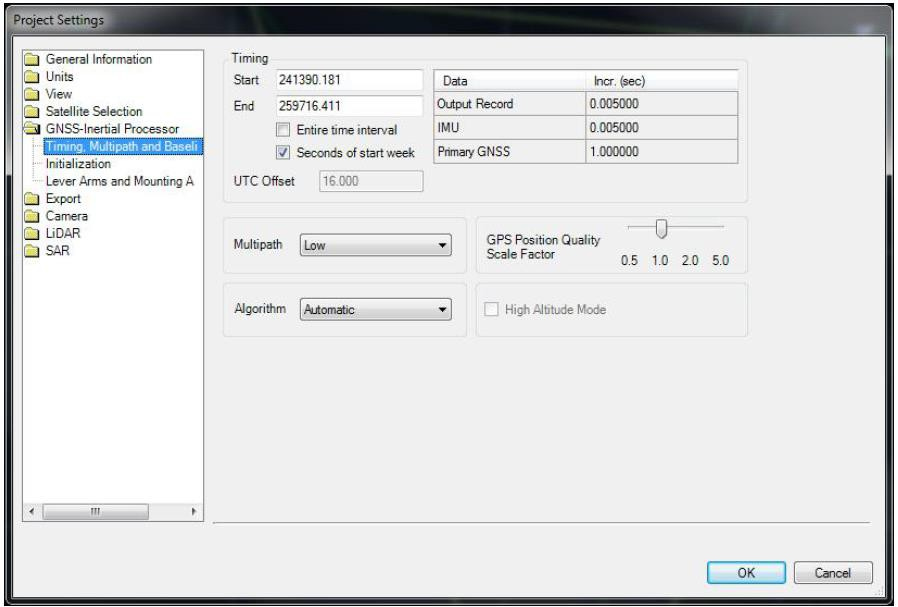 Project Settings
General Information
Units
View
Satellite Selection
GNSS-Inertial Processor
Timing, Multipath and Baseli
Initialization
Lever Arms and Mounting A
Export
Camera
LiDAR
SAR
Timing
Start 241390.181
End 259716.411
Entire time interval
Seconds of start week
UTC Offset 16.000
Data Incr. (sec)
Output Record 0.005000
IMU 0.005000
Primary GNSS 1.000000
Multipath Low
GPS Position Quality
Scale Factor
0.5 1.0 2.0 5.0
Algorithm Automatic
High Altitude Mode
OK Cancel